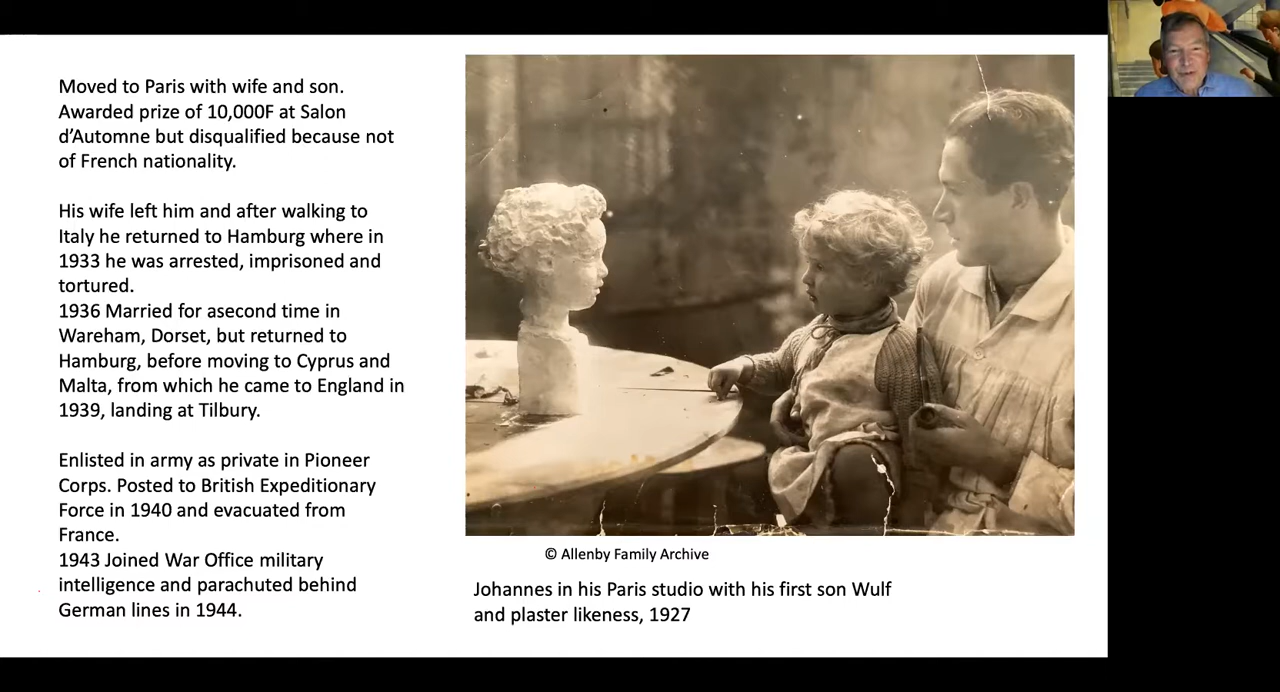 Moved to Paris with wife and son.
Awarded prize of 10,000F at Salon
d’Automne but disqualified because not
of French nationality.
His wife left him and after walking to
Italy he returned to Hamburg where in
1933 he was arrested, imprisoned and
tortured.
1936 Married for asecond time in
Wareham, Dorset, but returned to
Hamburg, before moving to Cyprus and
Malta, from which he came to England in
1939, landing at Tilbury.
Enlisted in army as private in Pioneer
Corps. Posted to British Expeditionary
Force in 1940 and evacuated from
France.
1943 Joined War Office military
intelligence and parachuted behind
German lines in 1944.
© Allenby Family Archive
Johannes in his Paris studio with his first son Wulf
and plaster likeness, 1927